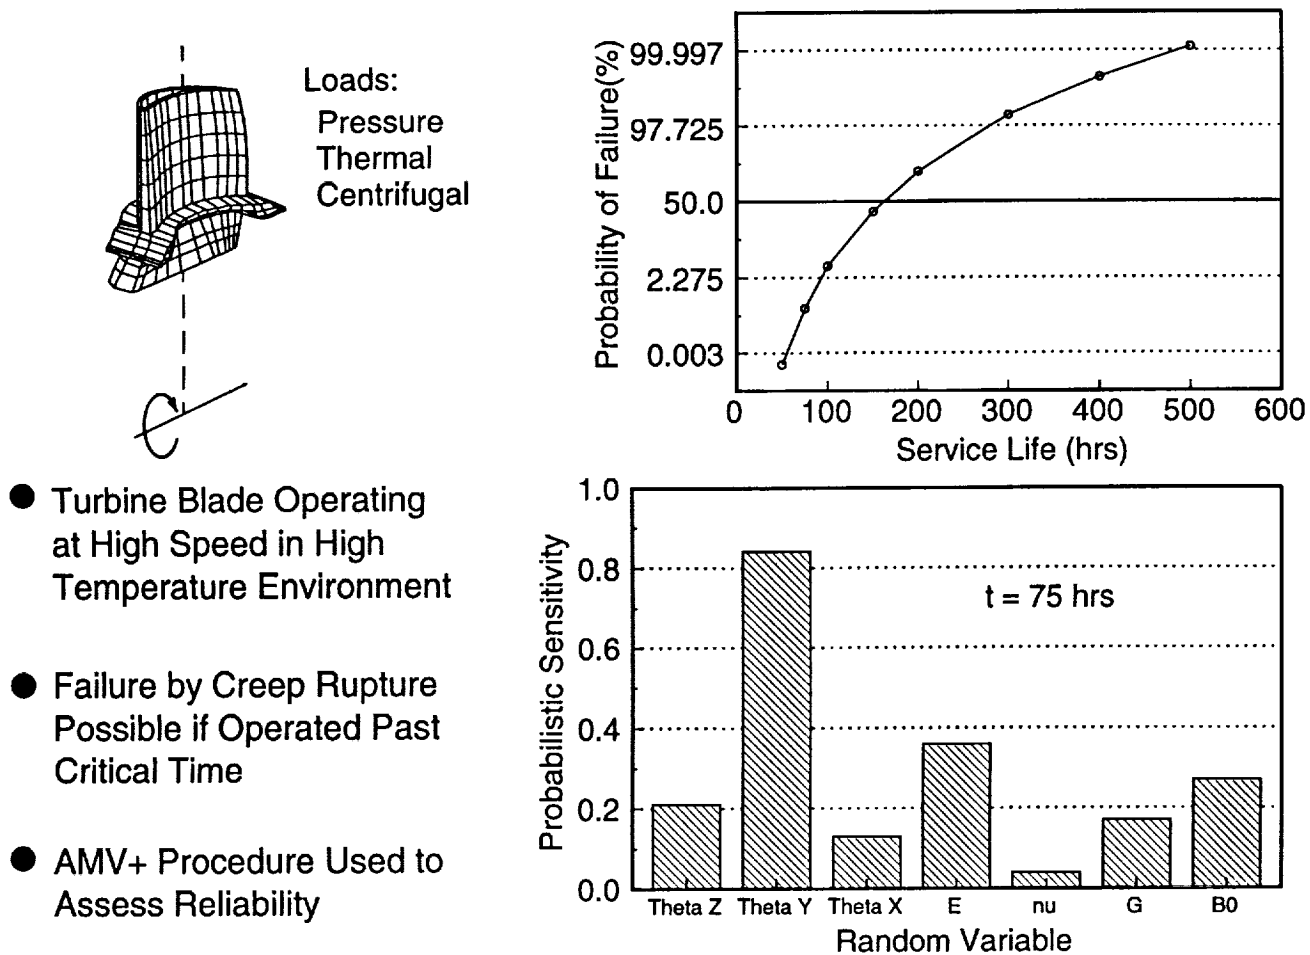 Loads:
Pressure
Thermal
Centrifugal
Turbine Blade Operating
at High Speed in High
Temperature Environment
Failure by Creep Rupture
Possible if Operated Past
Critical Time
AMV+ Procedure Used to
Assess Reliability
Probability of Failure(%)
99.997
97.725
50.0
2.275
0.003
0 100 200 300 400 500 600
Service Life (hrs)
Probabilistic Sensitivity
1.0
0.8
0.6
0.4
0.2
0.0
t = 75 hrs
Theta Z Theta Y Theta X E nu G B0
Random Variable